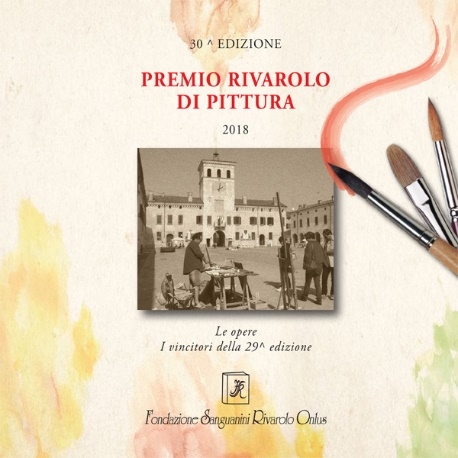 30 ^ EDIZIONE
PREMIO RIVAROLO
DI PITTURA
2018
Le opere
I vincitori della 29^ edizione
Fondazione Sanguanini Rivarolo Onlus